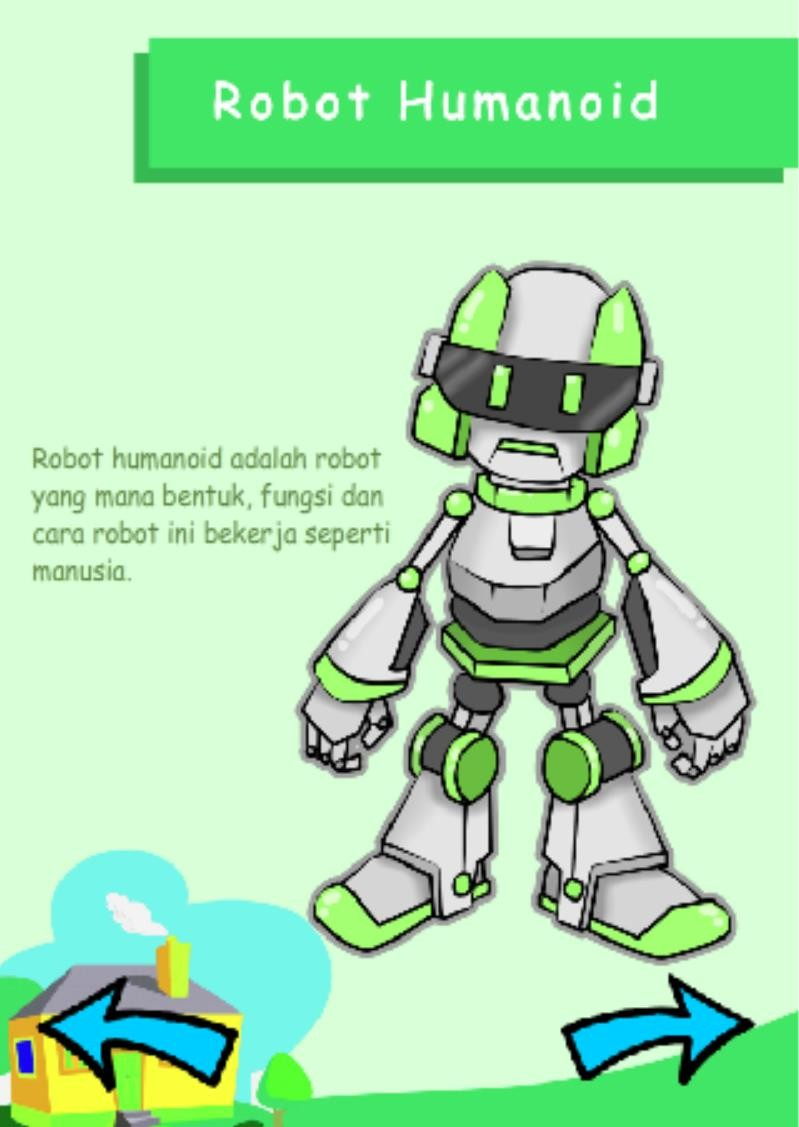 Robot Humanoid
Robot humanoid adalah robot
yang mana bentuk, fungsi dan
cara robot ini bekerja seperti
manusia.